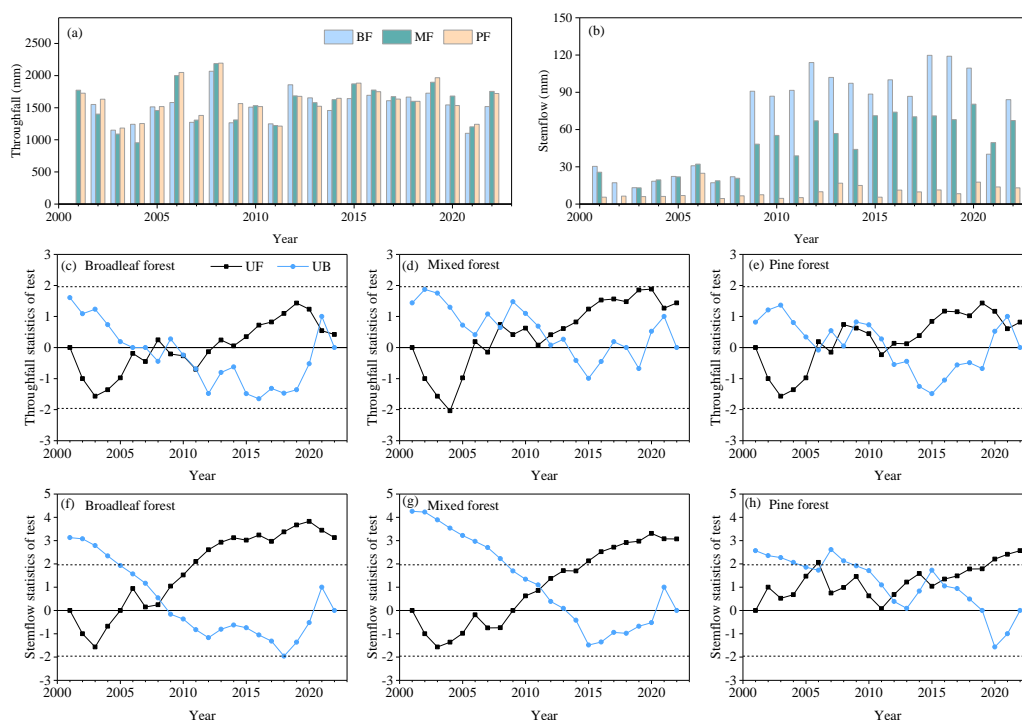 (a)
BF MF PF
Throughfall (mm)
2500
2000
1500
1000
500
0
2000 2005 2010 2015 2020
Year
(b)
Stemflow (mm)
150
120
90
60
30
0
2000 2005 2010 2015 2020
Year
(c) Broadleaf forest UF UB
Throughfall statistics of test
3
2
1
0
-1
-2
-3
2000 2005 2010 2015 2020
Year
(d) Mixed forest
Throughfall statistics of test
3
2
1
0
-1
-2
-3
2000 2005 2010 2015 2020
Year
(e) Pine forest
Throughfall statistics of test
3
2
1
0
-1
-2
-3
2000 2005 2010 2015 2020
Year
(f) Broadleaf forest
Stemflow statistics of test
5
4
3
2
1
0
-1
-2
-3
2000 2005 2010 2015 2020
Year
(g) Mixed forest
Stemflow statistics of test
5
4
3
2
1
0
-1
-2
-3
2000 2005 2010 2015 2020
Year
(h) Pine forest
Stemflow statistics of test
5
4
3
2
1
0
-1
-2
-3
2000 2005 2010 2015 2020
Year